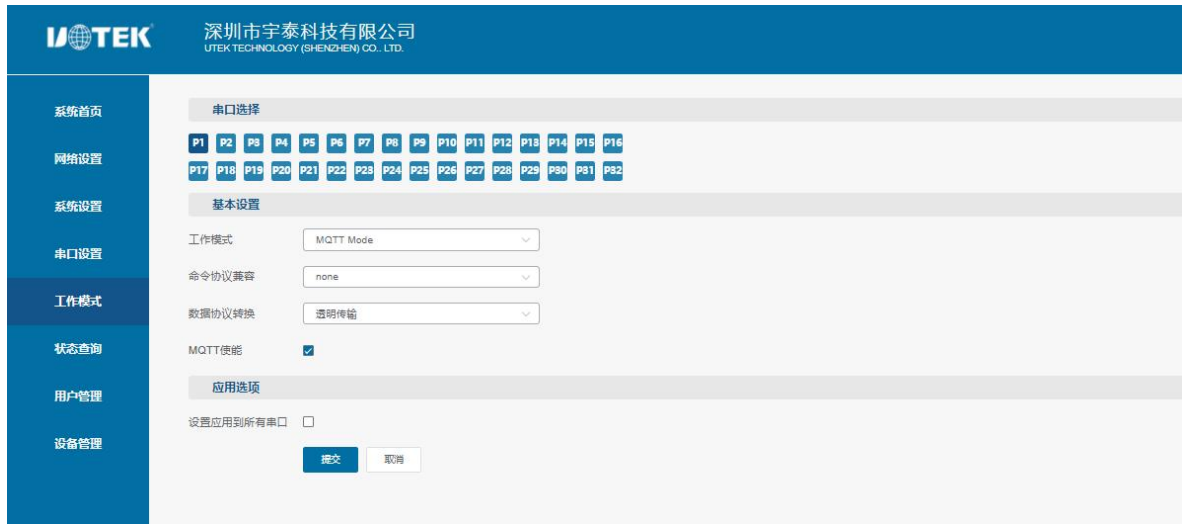 UOTEK
深圳市宇泰科技有限公司
UTEK TECHNOLOGY (SHENZHEN) CO.. LTD.
系统首页
网络设置
系统设置
串口设置
工作模式
状态查询
用户管理
设备管理
串口选择
P1 P2 P3 P4 P5 P6 P7 P8 P9 P10 P11 P12 P13 P14 P15 P16
P17 P18 P19 P20 P21 P22 P23 P24 P25 P26 P27 P28 P29 P30 P31 P32
基本设置
工作模式 MQTT Mode
命令协议兼容 none
数据协议转换 透明传输
MQTT使能
应用选项
设置应用到所有串口
提交 取消